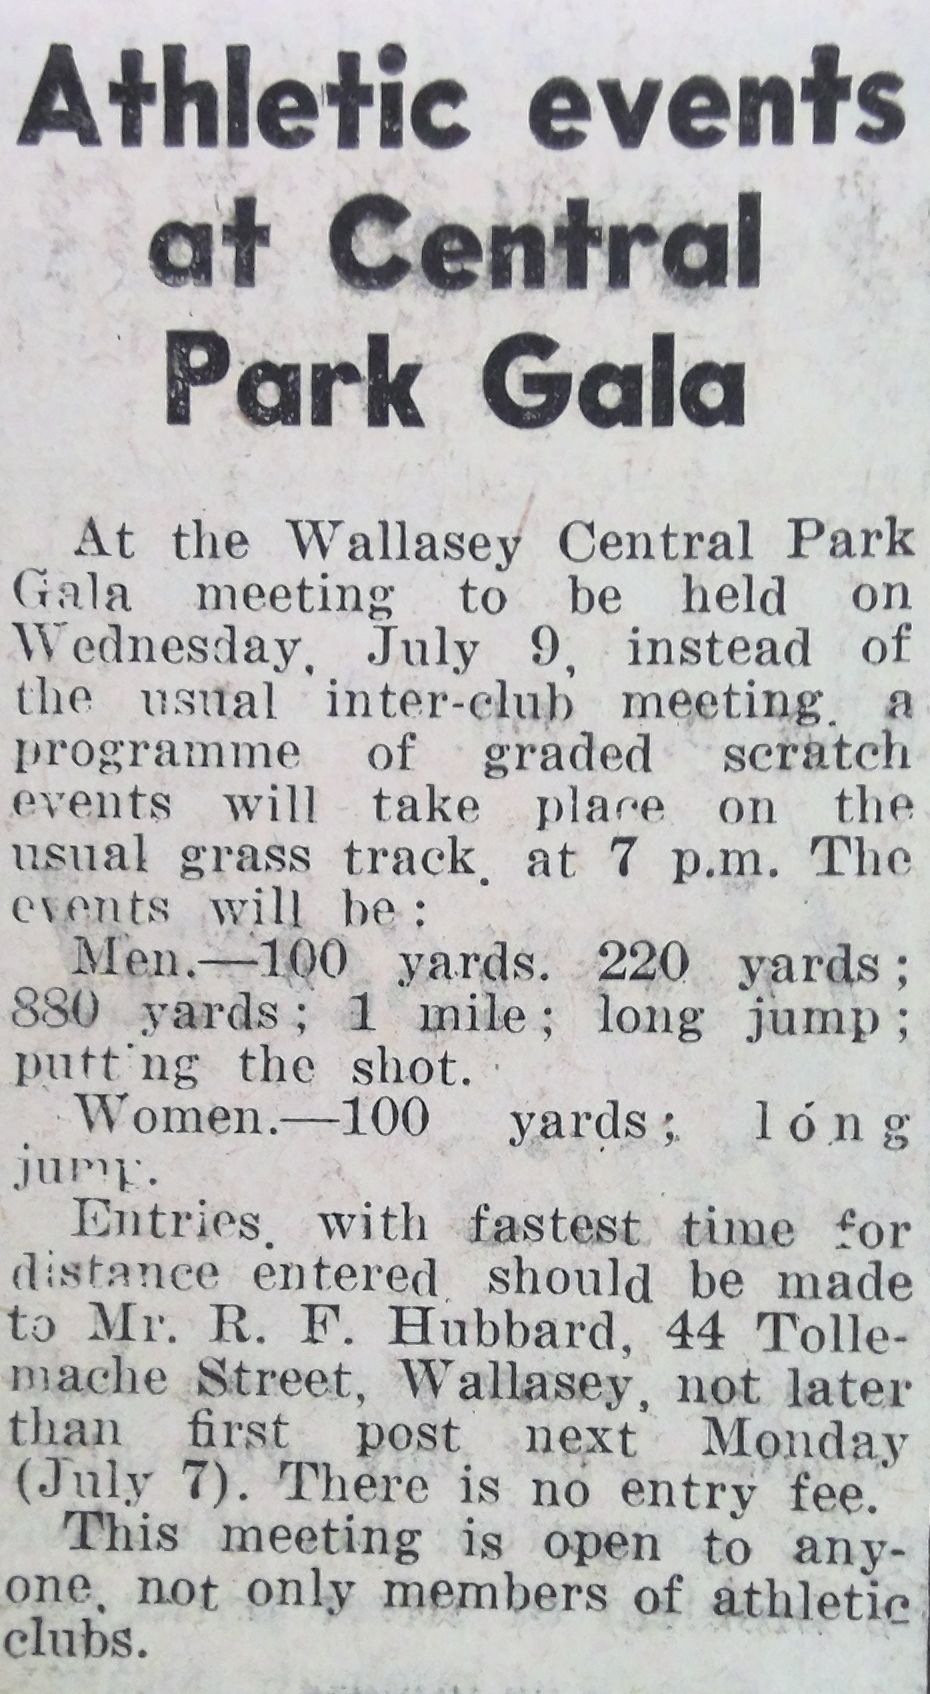 Athletic events
at Central
Park Gala
At the Wallasey Central Park
Gala meeting to be held on
Wednesday, July 9, instead of
the usual inter-club meeting, a
programme of graded scratch
events will take place on the
usual grass track, at 7 p.m. The
events will be:
Men.—100 yards. 220 yards;
880 yards; 1 mile; long jump;
putting the shot.
Women.—100 yards; long
jump.
Entries, with fastest time for
distance entered, should be made
to Mr. R. F. Hubbard, 44 Tolle-
mache Street, Wallasey, not later
than first post next Monday
(July 7). There is no entry fee.
This meeting is open to any-
one, not only members of athletic
clubs.